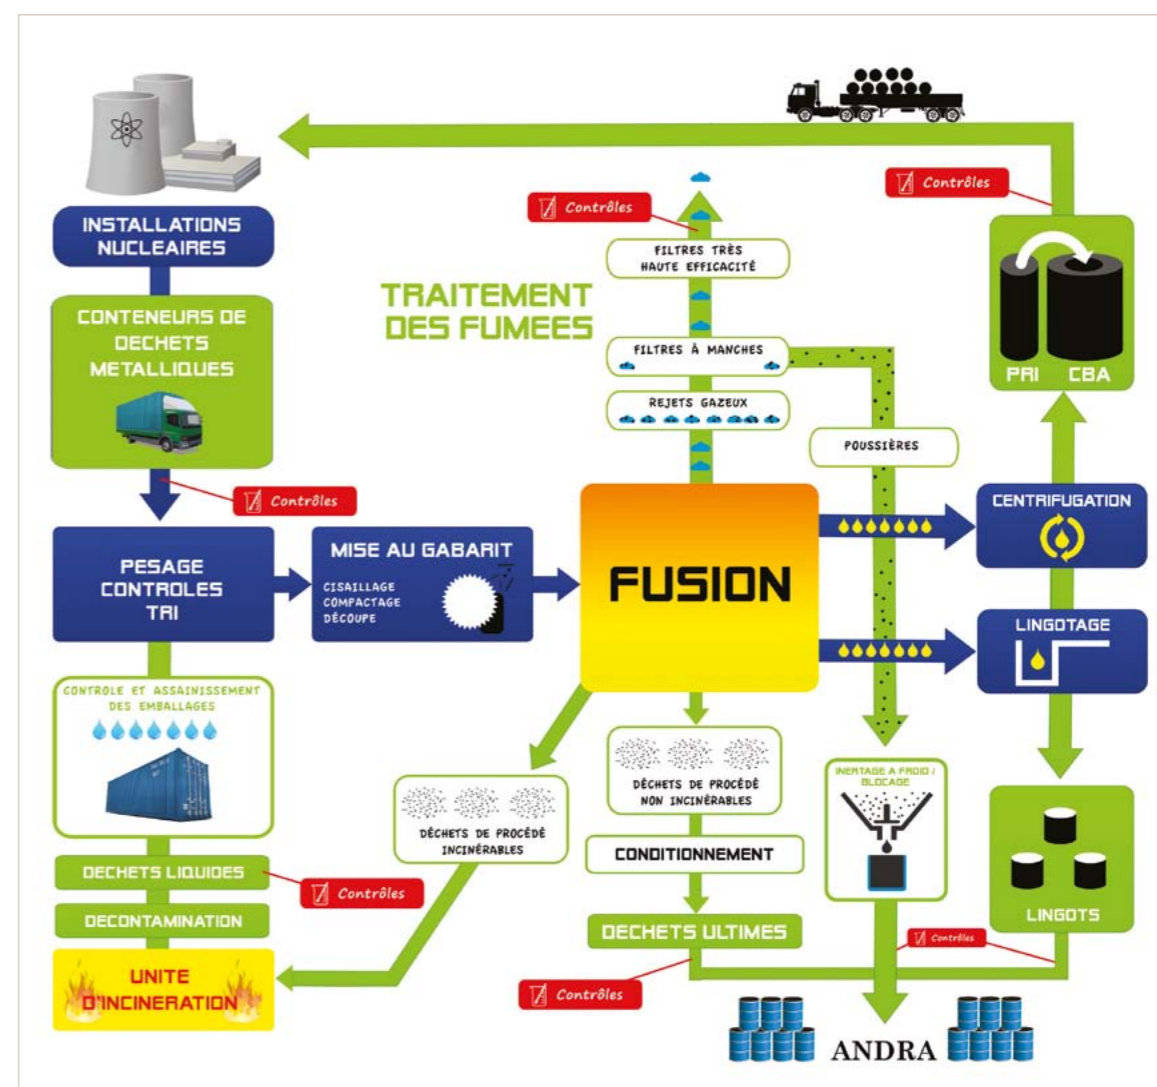 Contrôles
Contrôles
INSTALLATIONS
NUCLEAIRES
FILTRES TRÈS
HAUTE EFFICACITÉ
TRAITEMENT
DES FUMEES
CONTENEURS DE
DECHETS
METALLIQUES
FILTRES À MANCHES
PRI CBA
REJETS GAZEUX
POUSSIÈRES
Contrôles
CENTRIFUGATION
PESAGE
CONTROLES
TRI
MISE AU GABARIT
CISAILLAGE
COMPACTAGE
DÉCOUPE
FUSION
LINGOTAGE
CONTROLE ET ASSAINISSEMENT
DES EMBALLAGES
DÉCHETS DE PROCÉDÉ
INCINÉRABLES
DÉCHETS DE PROCÉDÉ
NON INCINÉRABLES
INERTAGE A FROID /
BLOCAGE
CONDITIONNEMENT
DECHETS LIQUIDES
Contrôles
LINGOTS
DECONTAMINATION
DECHETS ULTIMES
Contrôles
UNITE
D'INCINERATION
Contrôles
ANDRA